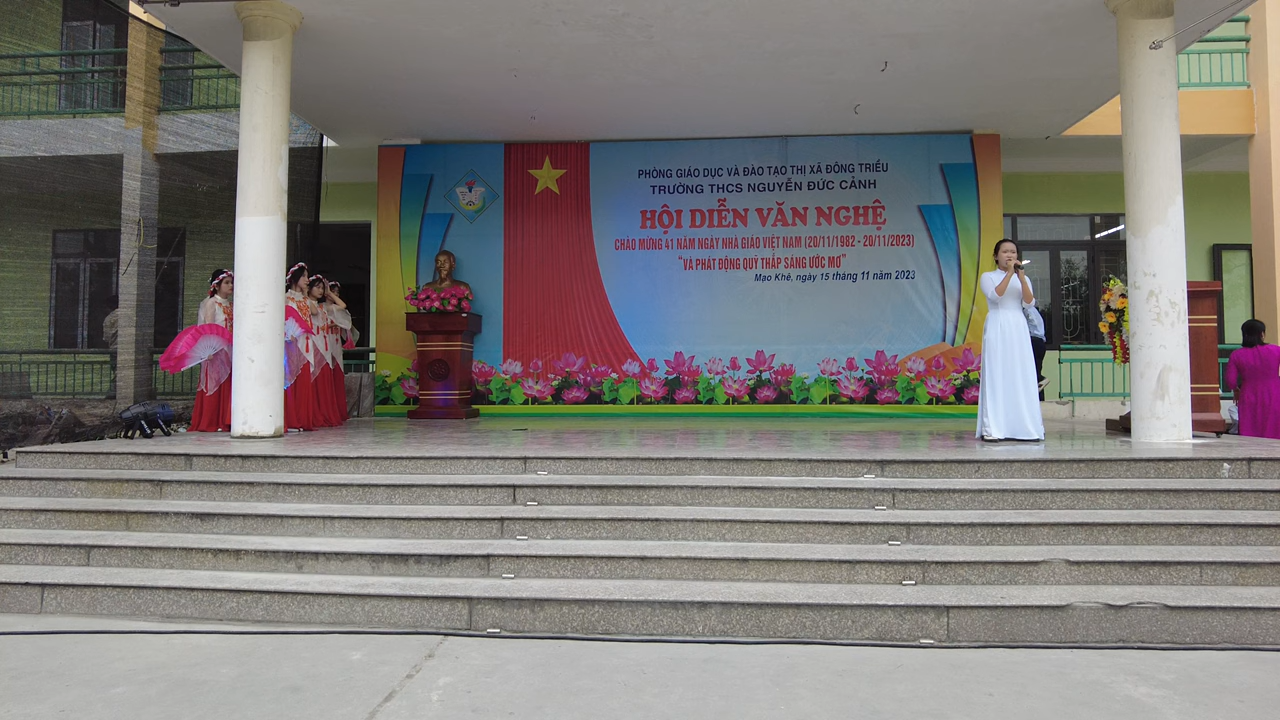 PHÒNG GIÁO DỤC VÀ ĐÀO TẠO THỊ XÃ ĐÔNG TRIỀU
TRƯỜNG THCS NGUYỄN ĐỨC CẢNH
HỘI DIỄN VĂN NGHỆ
CHÀO MỪNG 41 NĂM NGÀY NHÀ GIÁO VIỆT NAM (20/11/1982 - 20/11/2023)
"VÀ PHÁT ĐỘNG QUỸ THẮP SÁNG ƯỚC MƠ"
Mạo Khê, ngày 15 tháng 11 năm 2023